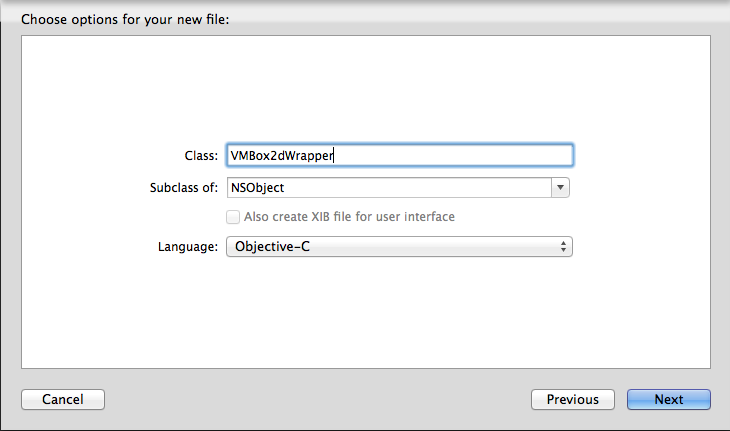 Choose options for your new file:
Class: VMBox2dWrapper
Subclass of: NSObject
Also create XIB file for user interface
Language: Objective-C
Cancel Previous Next